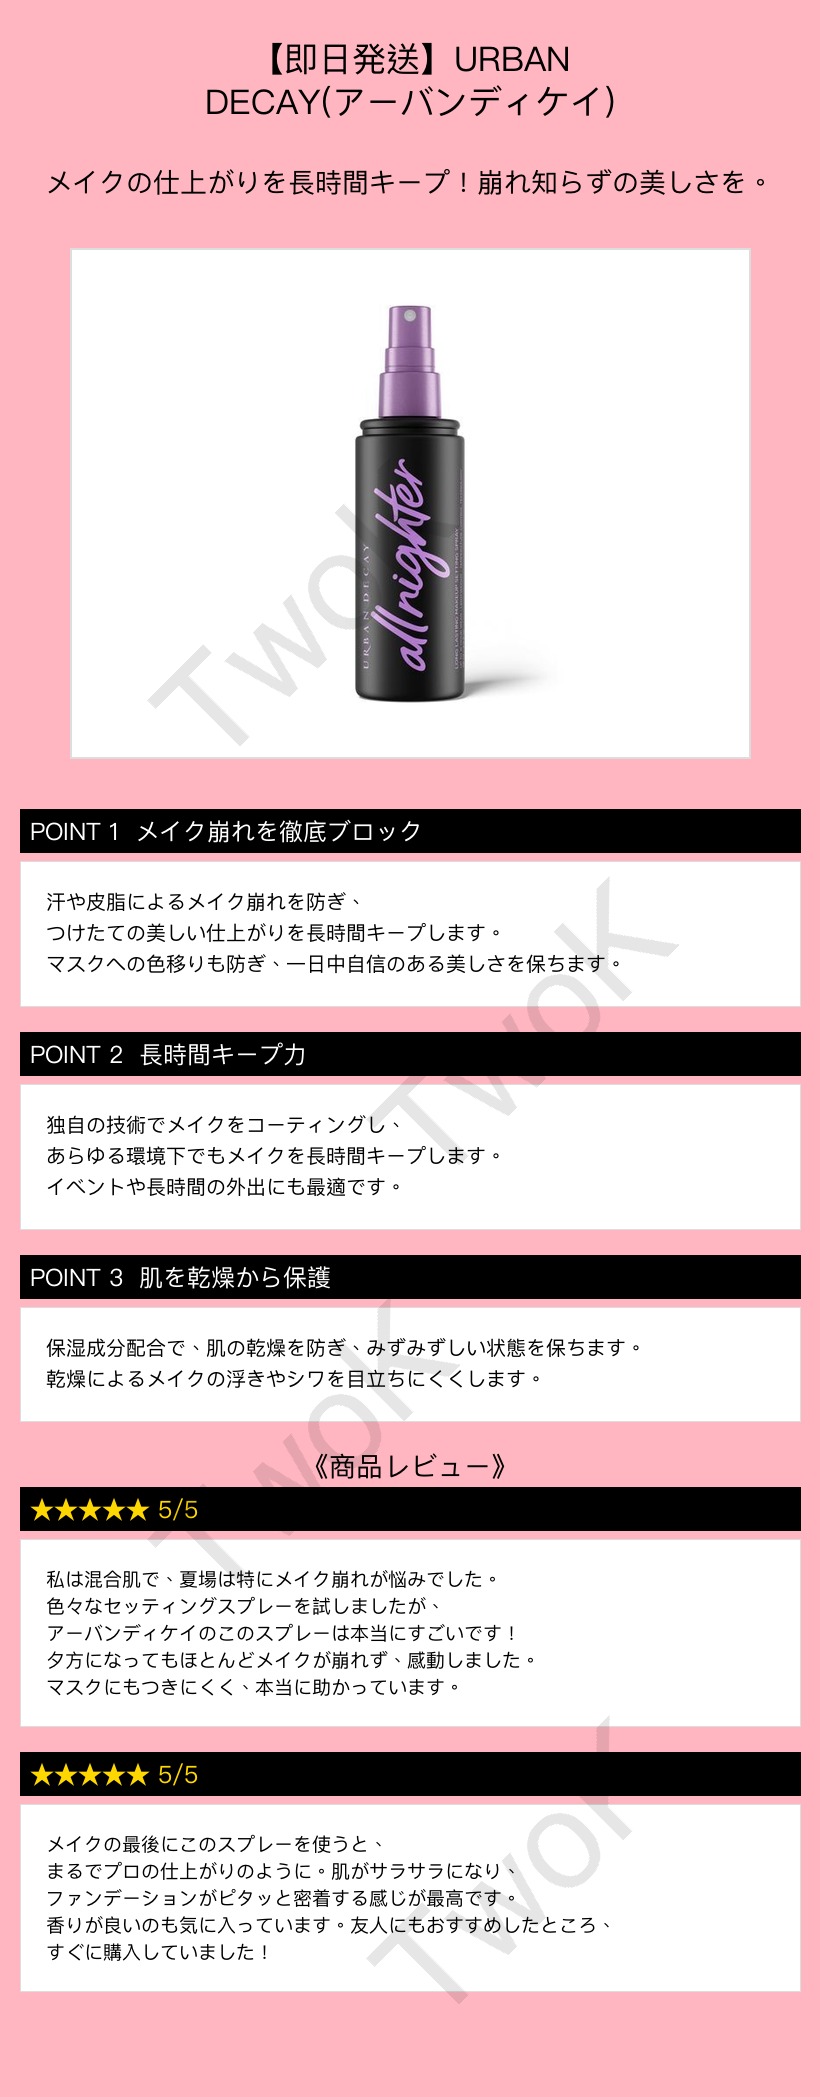 【即日発送】URBAN
DECAY(アーバンディケイ)
メイクの仕上がりを長時間キープ！崩れ知らずの美しさを。
URBAN DECAY
all nighter
LONG LASTING MAKEUP SETTING SPRAY
TwoK
POINT 1 メイク崩れを徹底ブロック
汗や皮脂によるメイク崩れを防ぎ、
つけたての美しい仕上がりを長時間キープします。
マスクへの色移りも防ぎ、一日中自信のある美しさを保ちます。
TwoK
POINT 2 長時間キープ力
独自の技術でメイクをコーティングし、
あらゆる環境下でもメイクを長時間キープします。
イベントや長時間の外出にも最適です。
POINT 3 肌を乾燥から保護
保湿成分配合で、肌の乾燥を防ぎ、みずみずしい状態を保ちます。
乾燥によるメイクの浮きやシワを目立ちにくくします。
TwoK
《商品レビュー》
★★★★★ 5/5
私は混合肌で、夏場は特にメイク崩れが悩みでした。
色々なセッティングスプレーを試しましたが、
アーバンディケイのこのスプレーは本当にすごいです！
夕方になってもほとんどメイクが崩れず、感動しました。
マスクにもつきにくく、本当に助かっています。
★★★★★ 5/5
メイクの最後にこのスプレーを使うと、
まるでプロの仕上がりのように。肌がサラサラになり、
ファンデーションがピタッと密着する感じが最高です。
香りが良いのも気に入っています。友人にもおすすめしたところ、
すぐに購入していました！
TwoK